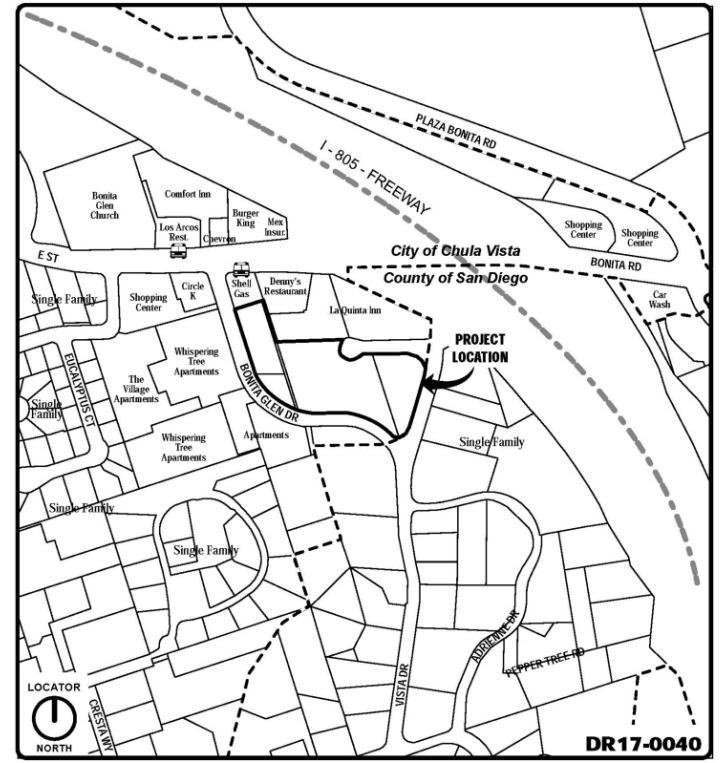 PLAZA BONITA RD
I - 805 - FREEWAY
Bonita
Glen
Church
Comfort Inn
Los Arcos
Rest.
Chevron
Burger
King
Mex
Insur.
Shopping
Center
Shopping
Center
City of Chula Vista
County of San Diego
BONITA RD
E ST
Car
Wash
Single Family
Shopping
Center
Circle
K
Shell
Gas
Denny's
Restaurant
La Quinta Inn
PROJECT
LOCATION
EUCALYPTUS CT
Whispering
Tree
Apartments
The
Village
Apartments
BONITA GLEN DR
Single
Family
Whispering
Tree
Apartments
Apartments
Single Family
Single Family
Single Family
ADRIENNE DR
PEPPER TREE RD
VISTA DR
CRESTA WY
LOCATOR
NORTH
DR17-0040